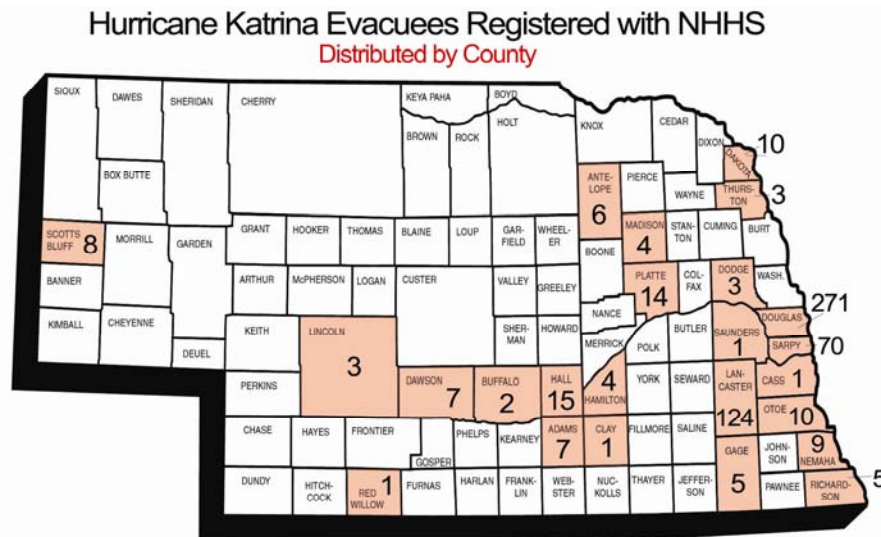 Hurricane Katrina Evacuees Registered with NHHS
Distributed by County
SIOUX
DAWES
SHERIDAN
CHERRY
KEYA PAHA
BOYD
BROWN
ROCK
HOLT
KNOX
CEDAR
DIXON
DAKOTA
10
BOX BUTTE
ANTE-
LOPE
6
PIERCE
WAYNE
THURS-
TON
3
SCOTTS
BLUFF
8
MORRILL
GARDEN
GRANT
HOOKER
THOMAS
BLAINE
LOUP
GAR-
FIELD
WHEEL-
ER
BOONE
MADISON
4
STAN-
TON
CUMING
BURT
BANNER
ARTHUR
McPHERSON
LOGAN
CUSTER
VALLEY
GREELEY
PLATTE
14
COL-
FAX
DODGE
3
WASH.
KIMBALL
CHEYENNE
DEUEL
KEITH
LINCOLN
3
SHER-
MAN
HOWARD
NANCE
MERRICK
POLK
BUTLER
SAUNDERS
1
DOUGLAS
271
SARPY
70
PERKINS
DAWSON
7
BUFFALO
2
HALL
15
4
HAMILTON
YORK
SEWARD
LAN-
CASTER
124
CASS
1
OTOE
10
CHASE
HAYES
FRONTIER
GOSPER
PHELPS
KEARNEY
ADAMS
7
CLAY
1
FILLMORE
SALINE
GAGE
5
JOHN-
SON
9
NEMAHA
DUNDY
HITCH-
COCK
RED
WILLOW
1
FURNAS
HARLAN
FRANK-
LIN
WEB-
STER
NUC-
KOLLS
THAYER
JEFFER-
SON
PAWNEE
RICHARD-
SON
5